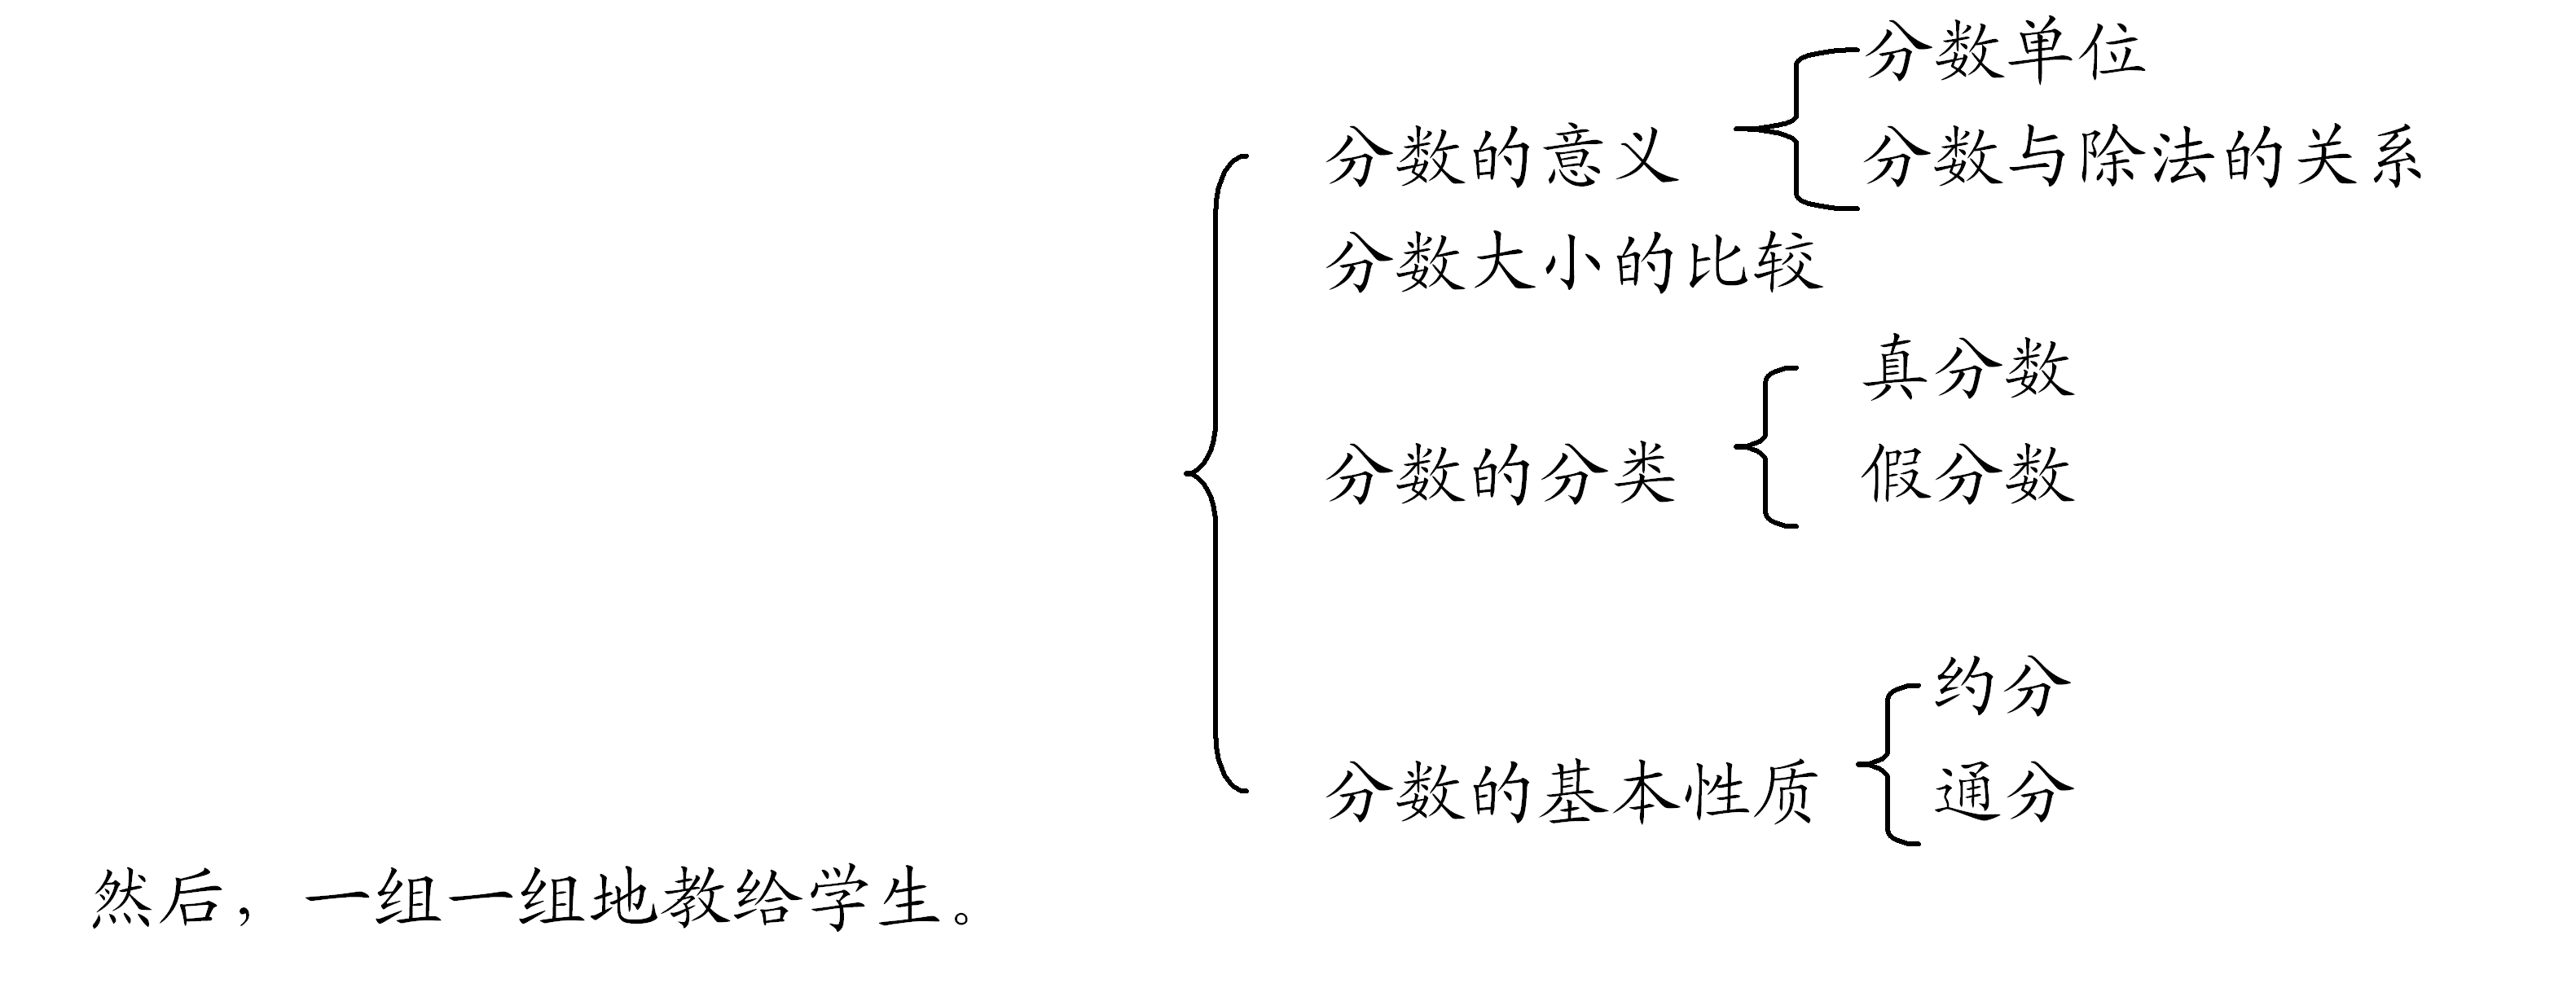 分数单位
分数的意义
分数与除法的关系
分数大小的比较
真分数
分数的分类
假分数
约分
分数的基本性质
通分
然后，一组一组地教给学生。